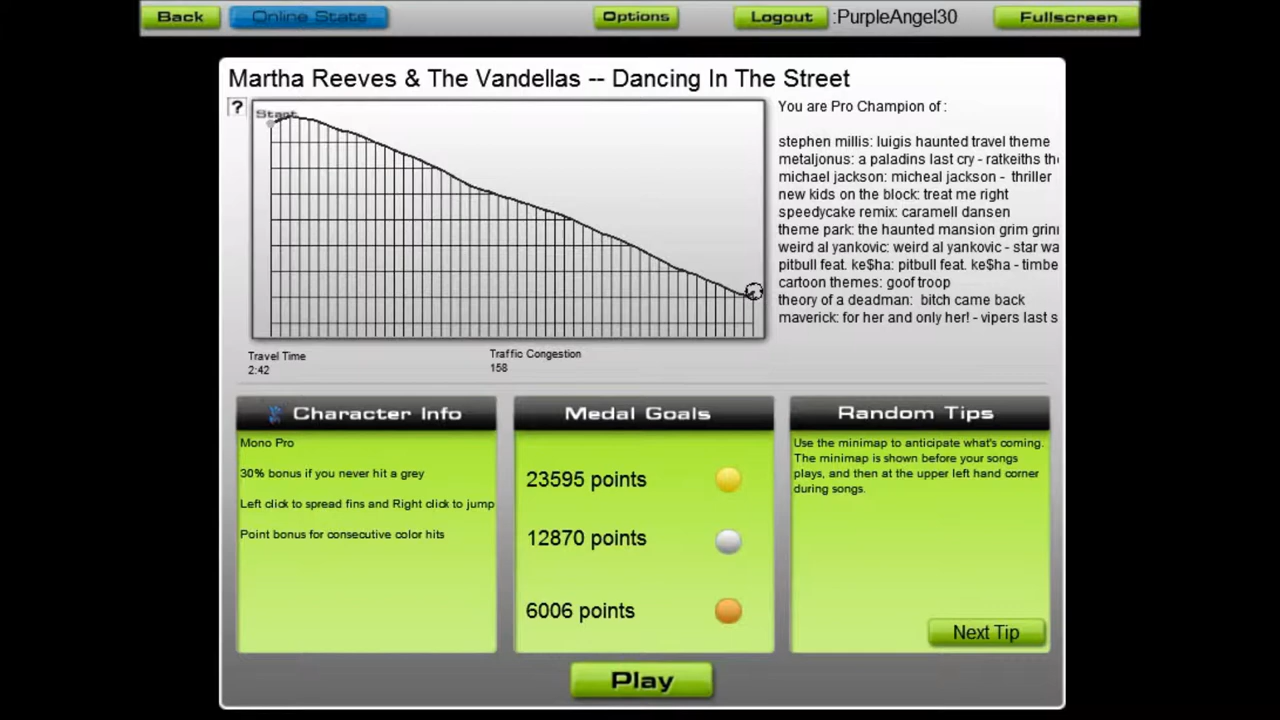 Back
Online Stats
Options
Logout
:PurpleAngel30
Fullscreen
Martha Reeves & The Vandellas -- Dancing In The Street
?
Start
You are Pro Champion of :
stephen millis: luigis haunted travel theme
metaljonus: a paladins last cry - ratkeiths the
michael jackson: micheal jackson - thriller
new kids on the block: treat me right
speedycake remix: caramell dansen
theme park: the haunted mansion grim grin
weird al yankovic: weird al yankovic - star wa
pitbull feat. ke$ha: pitbull feat. ke$ha - timbe
cartoon themes: goof troop
theory of a deadman: bitch came back
maverick: for her and only her! - vipers last s
Travel Time
2:42
Traffic Congestion
158
Character Info
Mono Pro
30% bonus if you never hit a grey
Left click to spread fins and Right click to jump
Point bonus for consecutive color hits
Medal Goals
23595 points
12870 points
6006 points
Random Tips
Use the minimap to anticipate what's coming.
The minimap is shown before your songs
plays, and then at the upper left hand corner
during songs.
Next Tip
Play